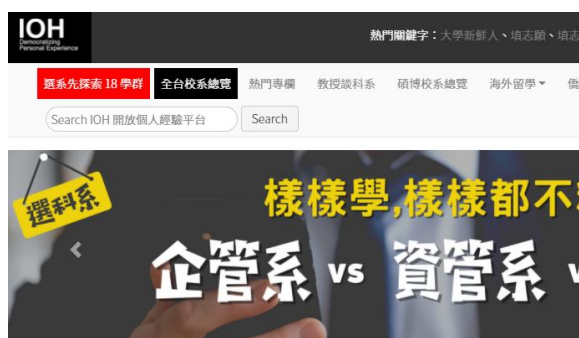 IOH
Democratizing
Personal Experience
熱門關鍵字：大學新鮮人、填志願、填志
選系先探索 18 學群 全台校系總覽 熱門專欄 教授談科系 碩博校系總覽 海外留學 僑
Search IOH 開放個人經驗平台 Search
選科系
樣樣學,樣樣都不
企管系 vs 資管系 v